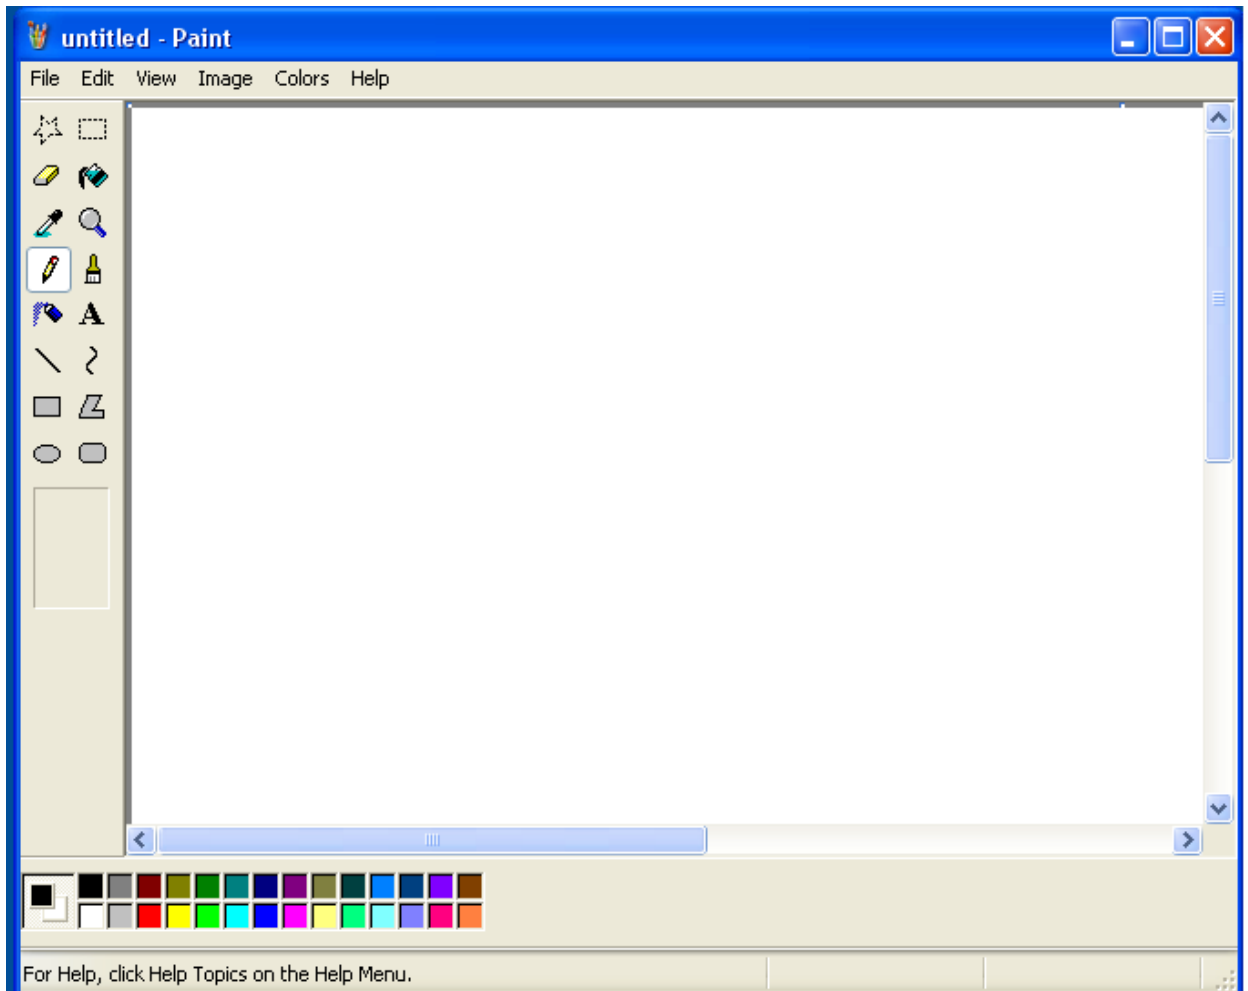 untitled - Paint
File Edit View Image Colors Help
A
For Help, click Help Topics on the Help Menu.